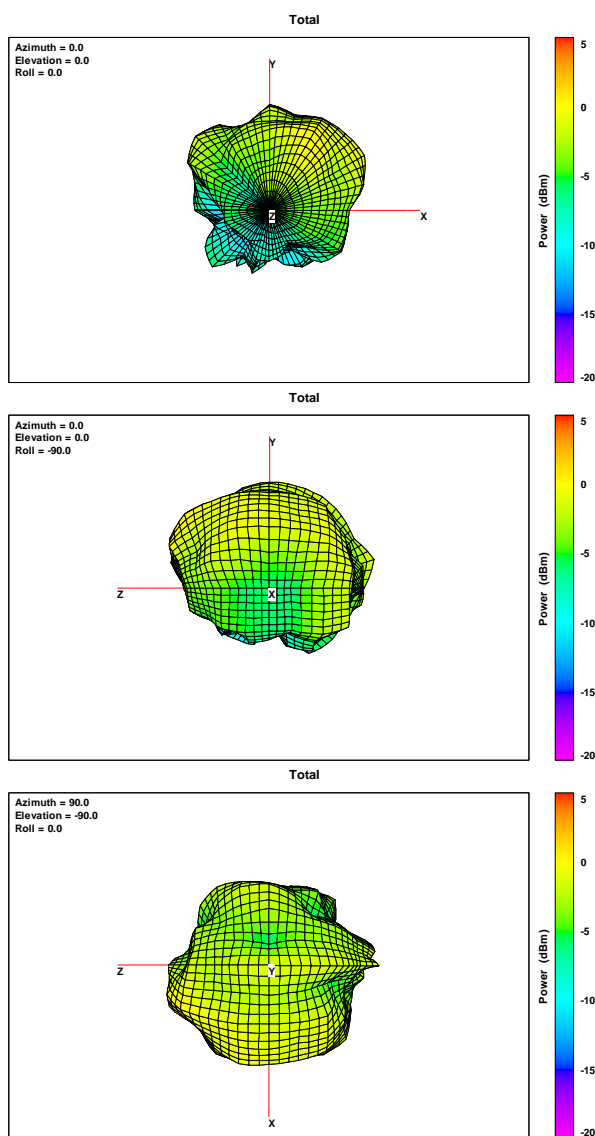 Total
Azimuth = 0.0
Elevation = 0.0
Roll = 0.0
Y
Z
X
5
0
-5
-10
-15
-20
Power (dBm)
Total
Azimuth = 0.0
Elevation = 0.0
Roll = -90.0
Y
Z
X
5
0
-5
-10
-15
-20
Power (dBm)
Total
Azimuth = 90.0
Elevation = -90.0
Roll = 0.0
Z
Y
X
5
0
-5
-10
-15
-20
Power (dBm)